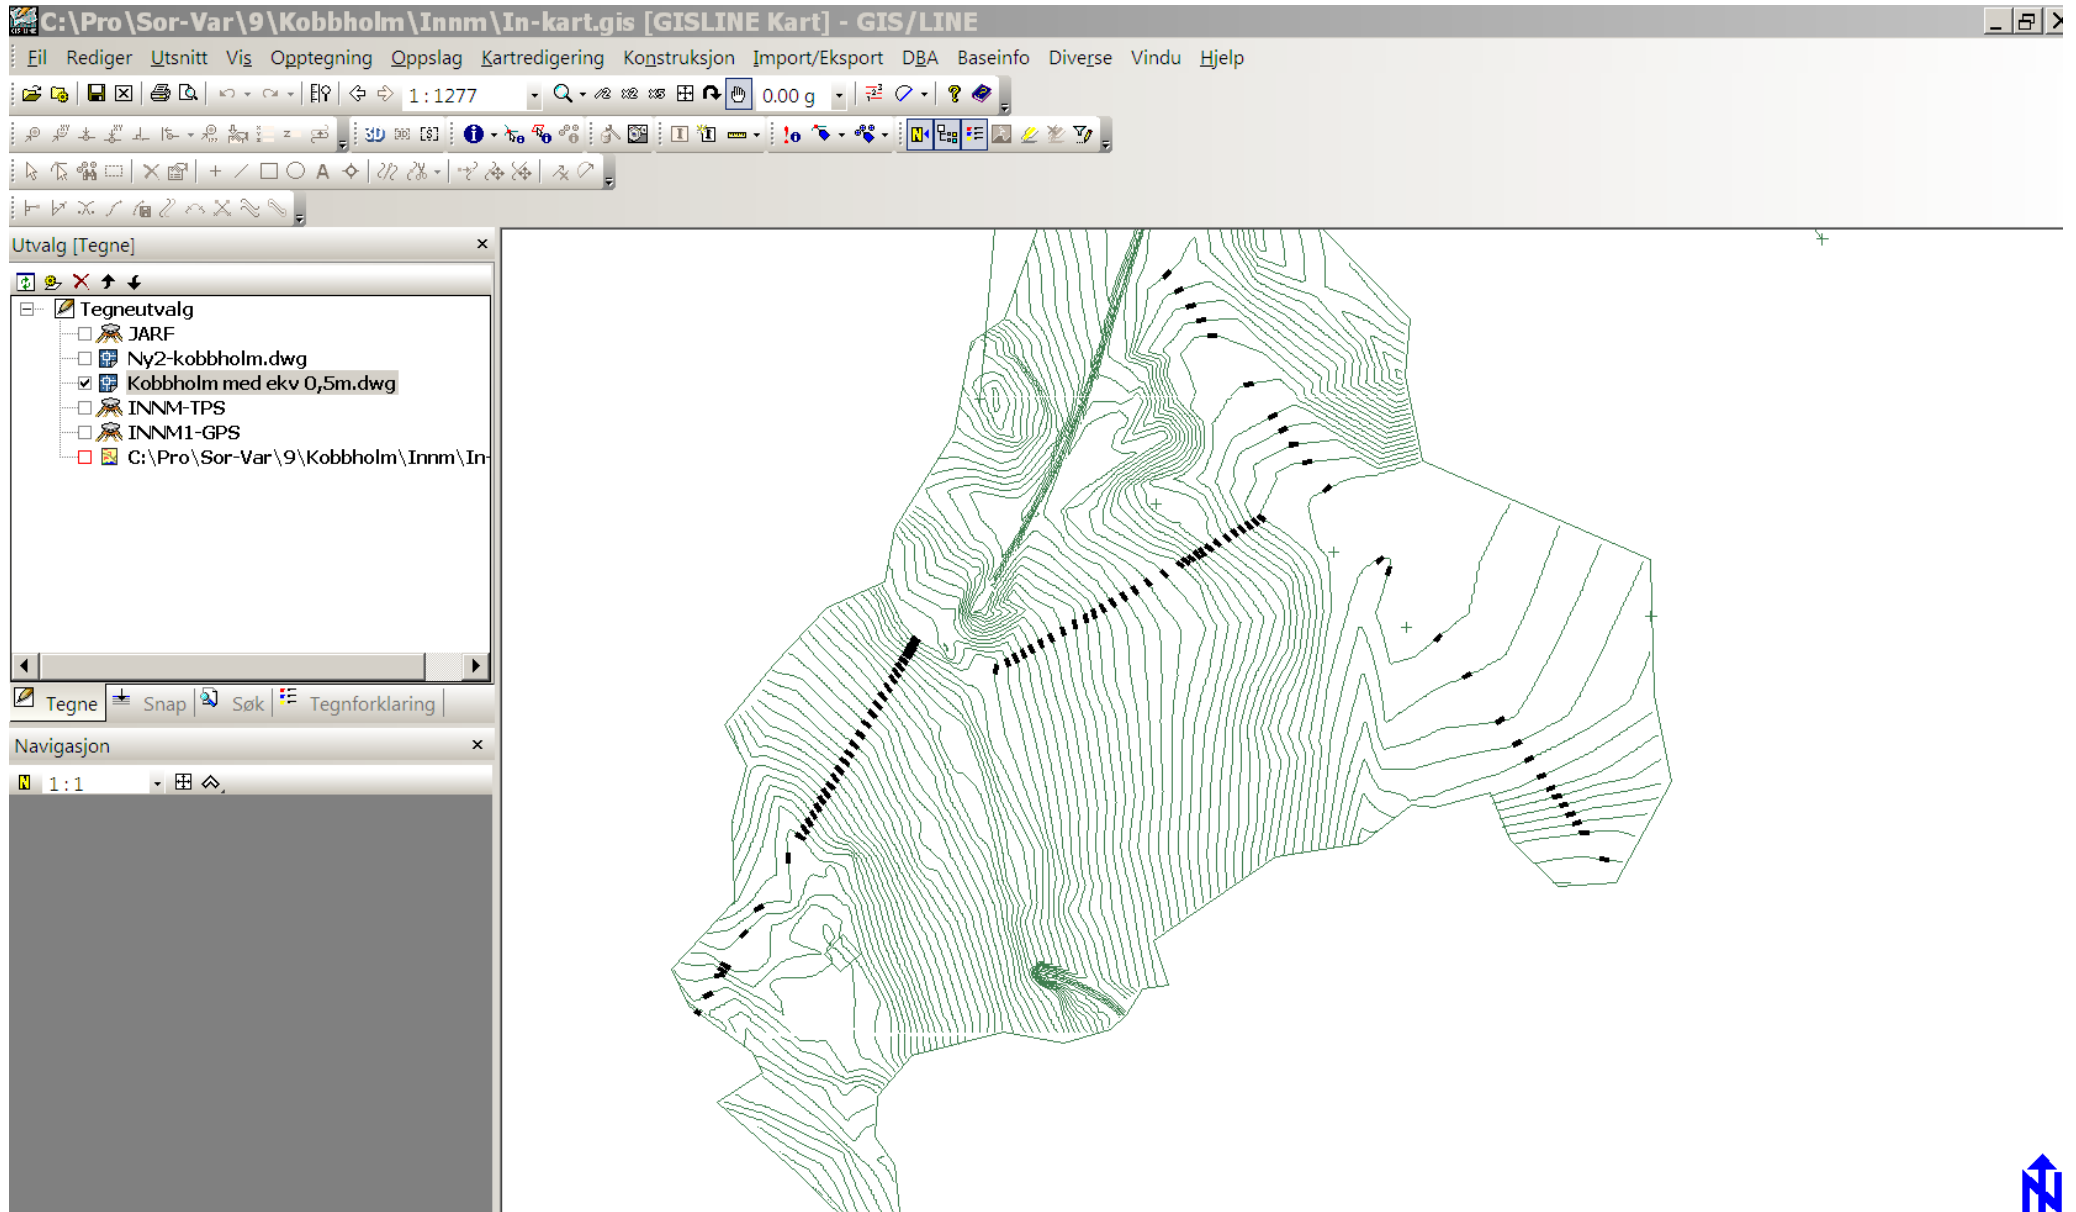 C:\Pro\Sor-Var\9\Kobbholm\Innm\In-kart.gis [GISLINE Kart] - GIS/LINE
Fil Rediger Utsnitt Vis Opptegning Oppslag Kartredigering Konstruksjon Import/Eksport DBA Baseinfo Diverse Vindu Hjelp
1:1277 0.00 g
3D
Utvalg [Tegne]
Tegneutvalg
JARF
Ny2-kobbholm.dwg
Kobbholm med ekv 0,5m.dwg
INNM-TPS
INNM1-GPS
C:\Pro\Sor-Var\9\Kobbholm\Innm\In-
Tegne Snap Søk Tegnforklaring
Navigasjon
N 1:1
N